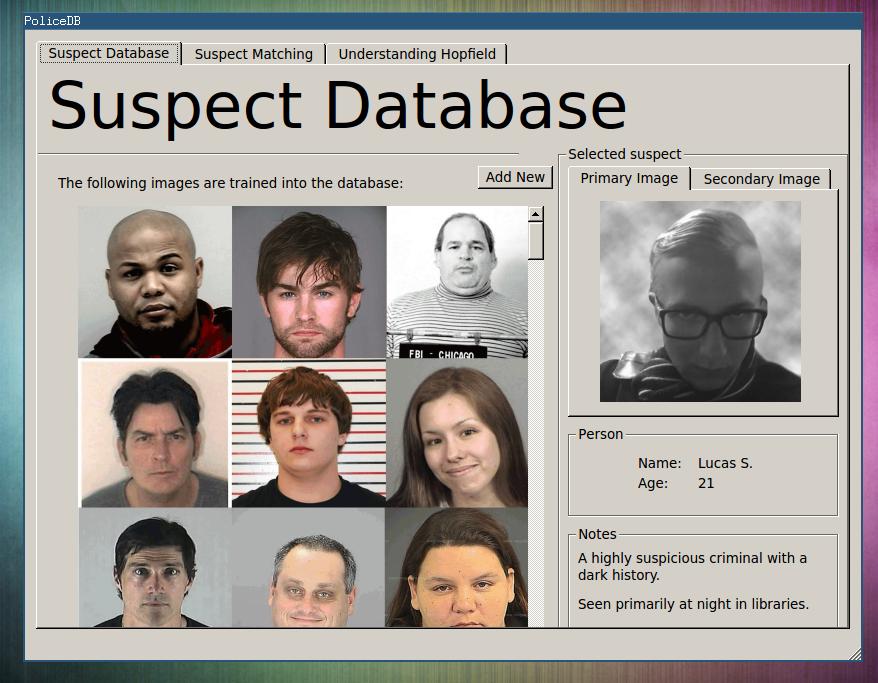 PoliceDB
Suspect Database
Suspect Matching
Understanding Hopfield
Suspect Database
The following images are trained into the database:
Add New
FBI - CHICAGO
Selected suspect
Primary Image
Secondary Image
Person
Name: Lucas S.
Age: 21
Notes
A highly suspicious criminal with a
dark history.
Seen primarily at night in libraries.